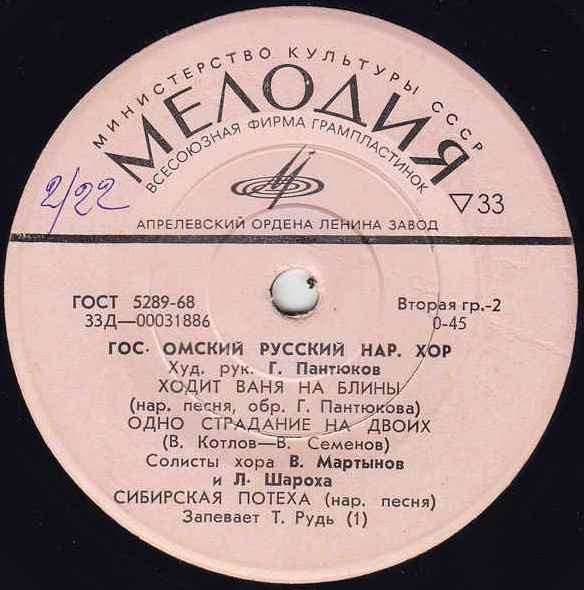 МИНИСТЕРСТВО КУЛЬТУРЫ СССР
МЕЛОДИЯ
ВСЕСОЮЗНАЯ ФИРМА ГРАМПЛАСТИНОК
2/22
▽33
АПРЕЛЕВСКИЙ ОРДЕНА ЛЕНИНА ЗАВОД
ГОСТ 5289-68
33Д—00031886
Вторая гр.-2
0-45
ГОС. ОМСКИЙ РУССКИЙ НАР. ХОР
Худ. рук. Г. Пантюков
ХОДИТ ВАНЯ НА БЛИНЫ
(нар. песня, обр. Г. Пантюкова)
ОДНО СТРАДАНИЕ НА ДВОИХ
(В. Котлов—В. Семенов)
Солисты хора В. Мартынов
и Л. Шароха
СИБИРСКАЯ ПОТЕХА (нар. песня)
Запевает Т. Рудь (1)